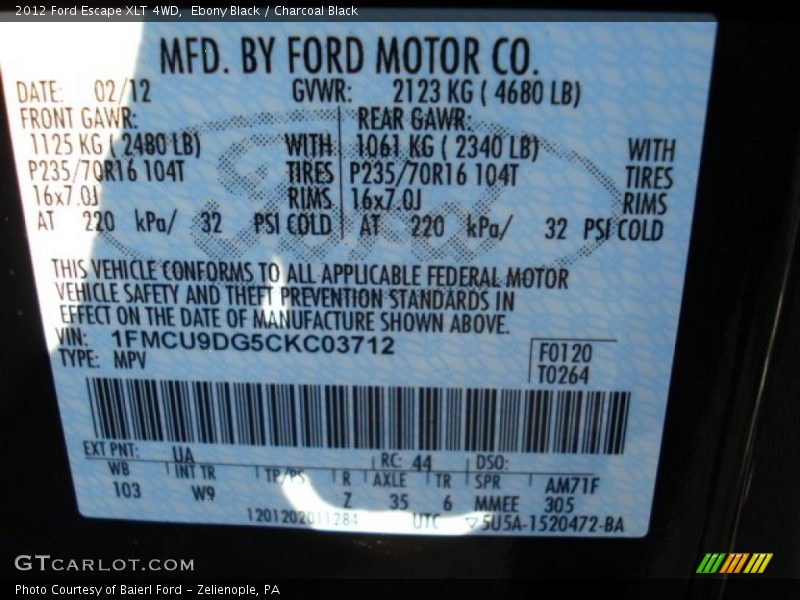 2012 Ford Escape XLT 4WD, Ebony Black / Charcoal Black
MFD. BY FORD MOTOR CO.
DATE: 02/12 GVWR: 2123 KG ( 4680 LB)
FRONT GAWR: REAR GAWR:
1125 KG ( 2480 LB) WITH 1061 KG ( 2340 LB) WITH
P235/70R16 104T TIRES P235/70R16 104T TIRES
16x7.0J RIMS 16x7.0J RIMS
AT 220 kPa/ 32 PSI COLD AT 220 kPa/ 32 PSI COLD
Ford
THIS VEHICLE CONFORMS TO ALL APPLICABLE FEDERAL MOTOR
VEHICLE SAFETY AND THEFT PREVENTION STANDARDS IN
EFFECT ON THE DATE OF MANUFACTURE SHOWN ABOVE.
VIN: 1FMCU9DG5CKC03712
TYPE: MPV
F0120
T0264
EXT PNT: UA RC: 44 DSO:
WB INT TR TP/PS R AXLE TR SPR AM71F
103 W9 Z 35 6 MMEE 305
1201202011284 UTC ▽5U5A-1520472-BA
GTCARLOT.COM
Photo Courtesy of Baierl Ford - Zelienople, PA